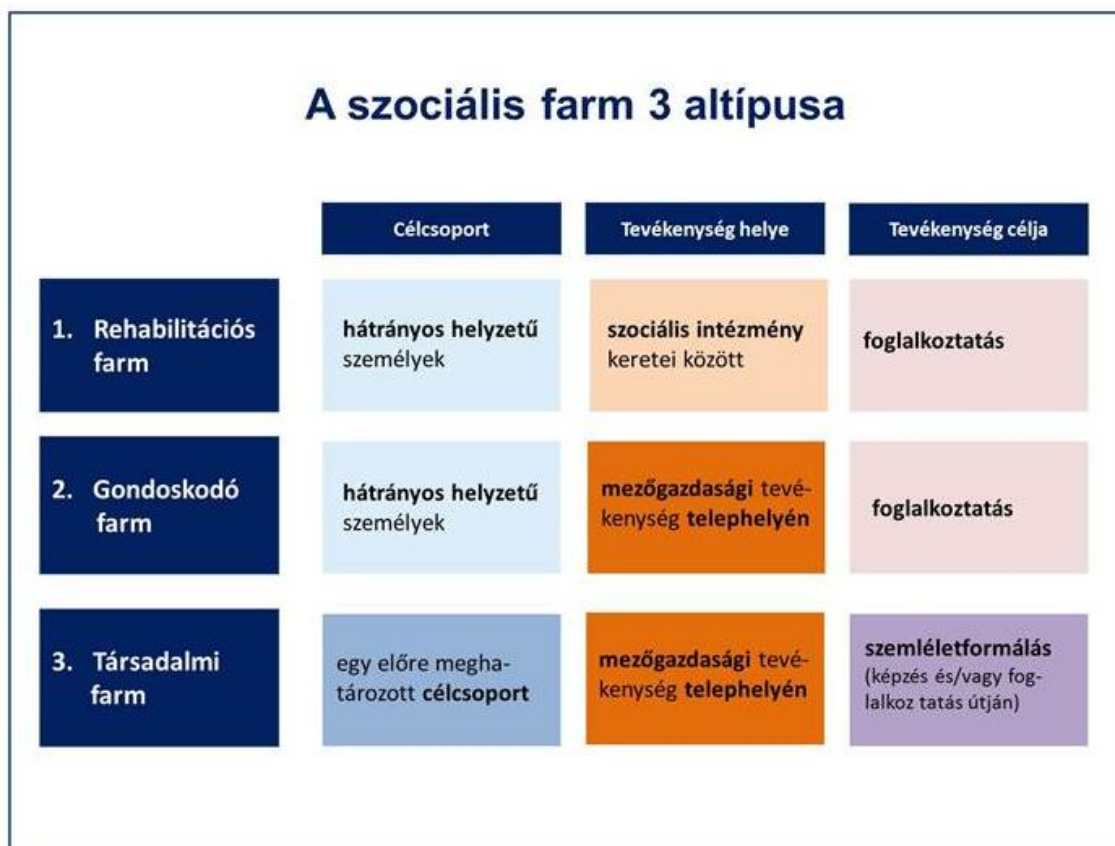 A szociális farm 3 altípusa
Célcsoport
Tevékenység helye
Tevékenység célja
1. Rehabilitációs
farm
hátrányos helyzetű
személyek
szociális intézmény
keretei között
foglalkoztatás
2. Gondoskodó
farm
hátrányos helyzetű
személyek
mezőgazdasági tevé-
kenység telephelyén
foglalkoztatás
3. Társadalmi
farm
egy előre megha-
tározott célcsoport
mezőgazdasági tevé-
kenység telephelyén
szemléletformálás
(képzés és/vagy fog-
lalkoz tatás útján)